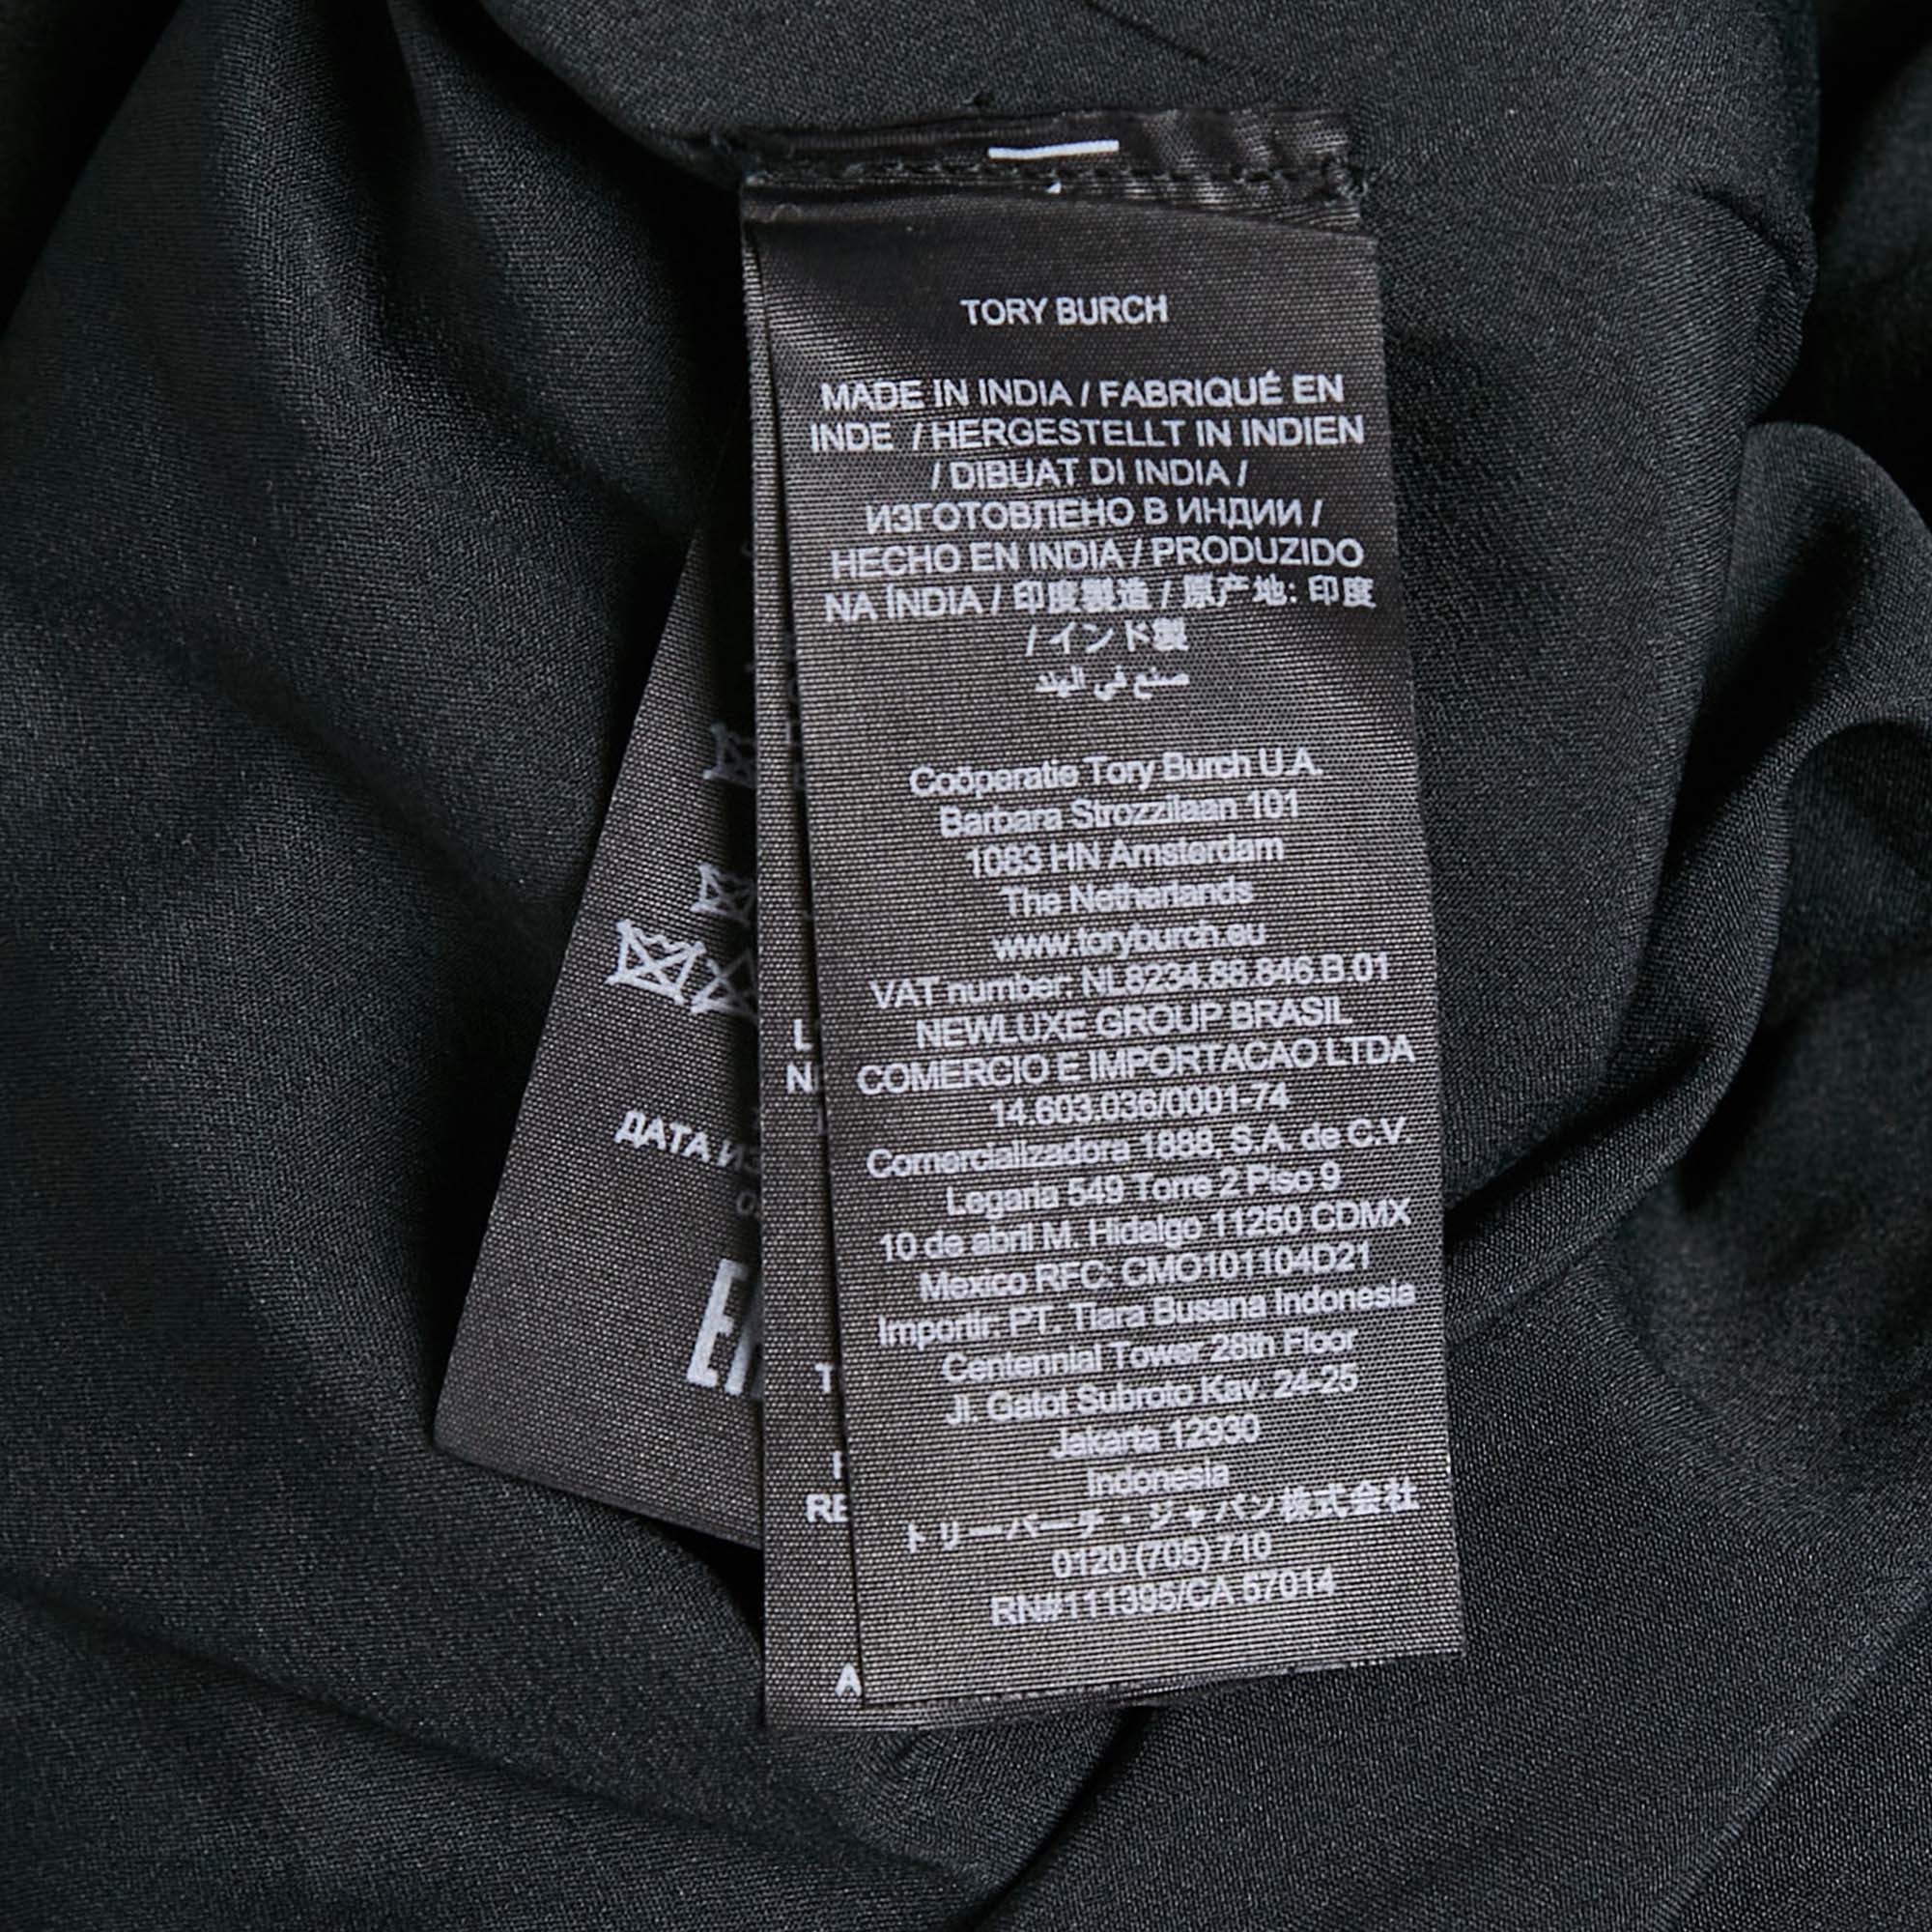 TORY BURCH
MADE IN INDIA / FABRIQUÉ EN
INDE / HERGESTELLT IN INDIEN
/ DIBUAT DI INDIA /
ИЗГОТОВЛЕНО В ИНДИИ /
HECHO EN INDIA / PRODUZIDO
NA ÍNDIA / 印度製造 / 原产地: 印度
/ インド製
صنع في الهند
Coöperatie Tory Burch U.A.
Barbara Strozzilaan 101
1083 HN Amsterdam
The Netherlands
www.toryburch.eu
VAT number: NL8234.88.846.B.01
NEWLUXE GROUP BRASIL
COMERCIO E IMPORTACAO LTDA
14.603.036/0001-74
Comercializadora 1888, S.A. de C.V.
Legaria 549 Torre 2 Piso 9
10 de abril M. Hidalgo 11250 CDMX
Mexico RFC: CMO101104D21
Importir: PT. Tiara Busana Indonesia
Centennial Tower 28th Floor
Jl. Gatot Subroto Kav. 24-25
Jakarta 12930
Indonesia
トリーバーチ・ジャパン株式会社
0120 (705) 710
RN#111395/CA 57014
ДАТА